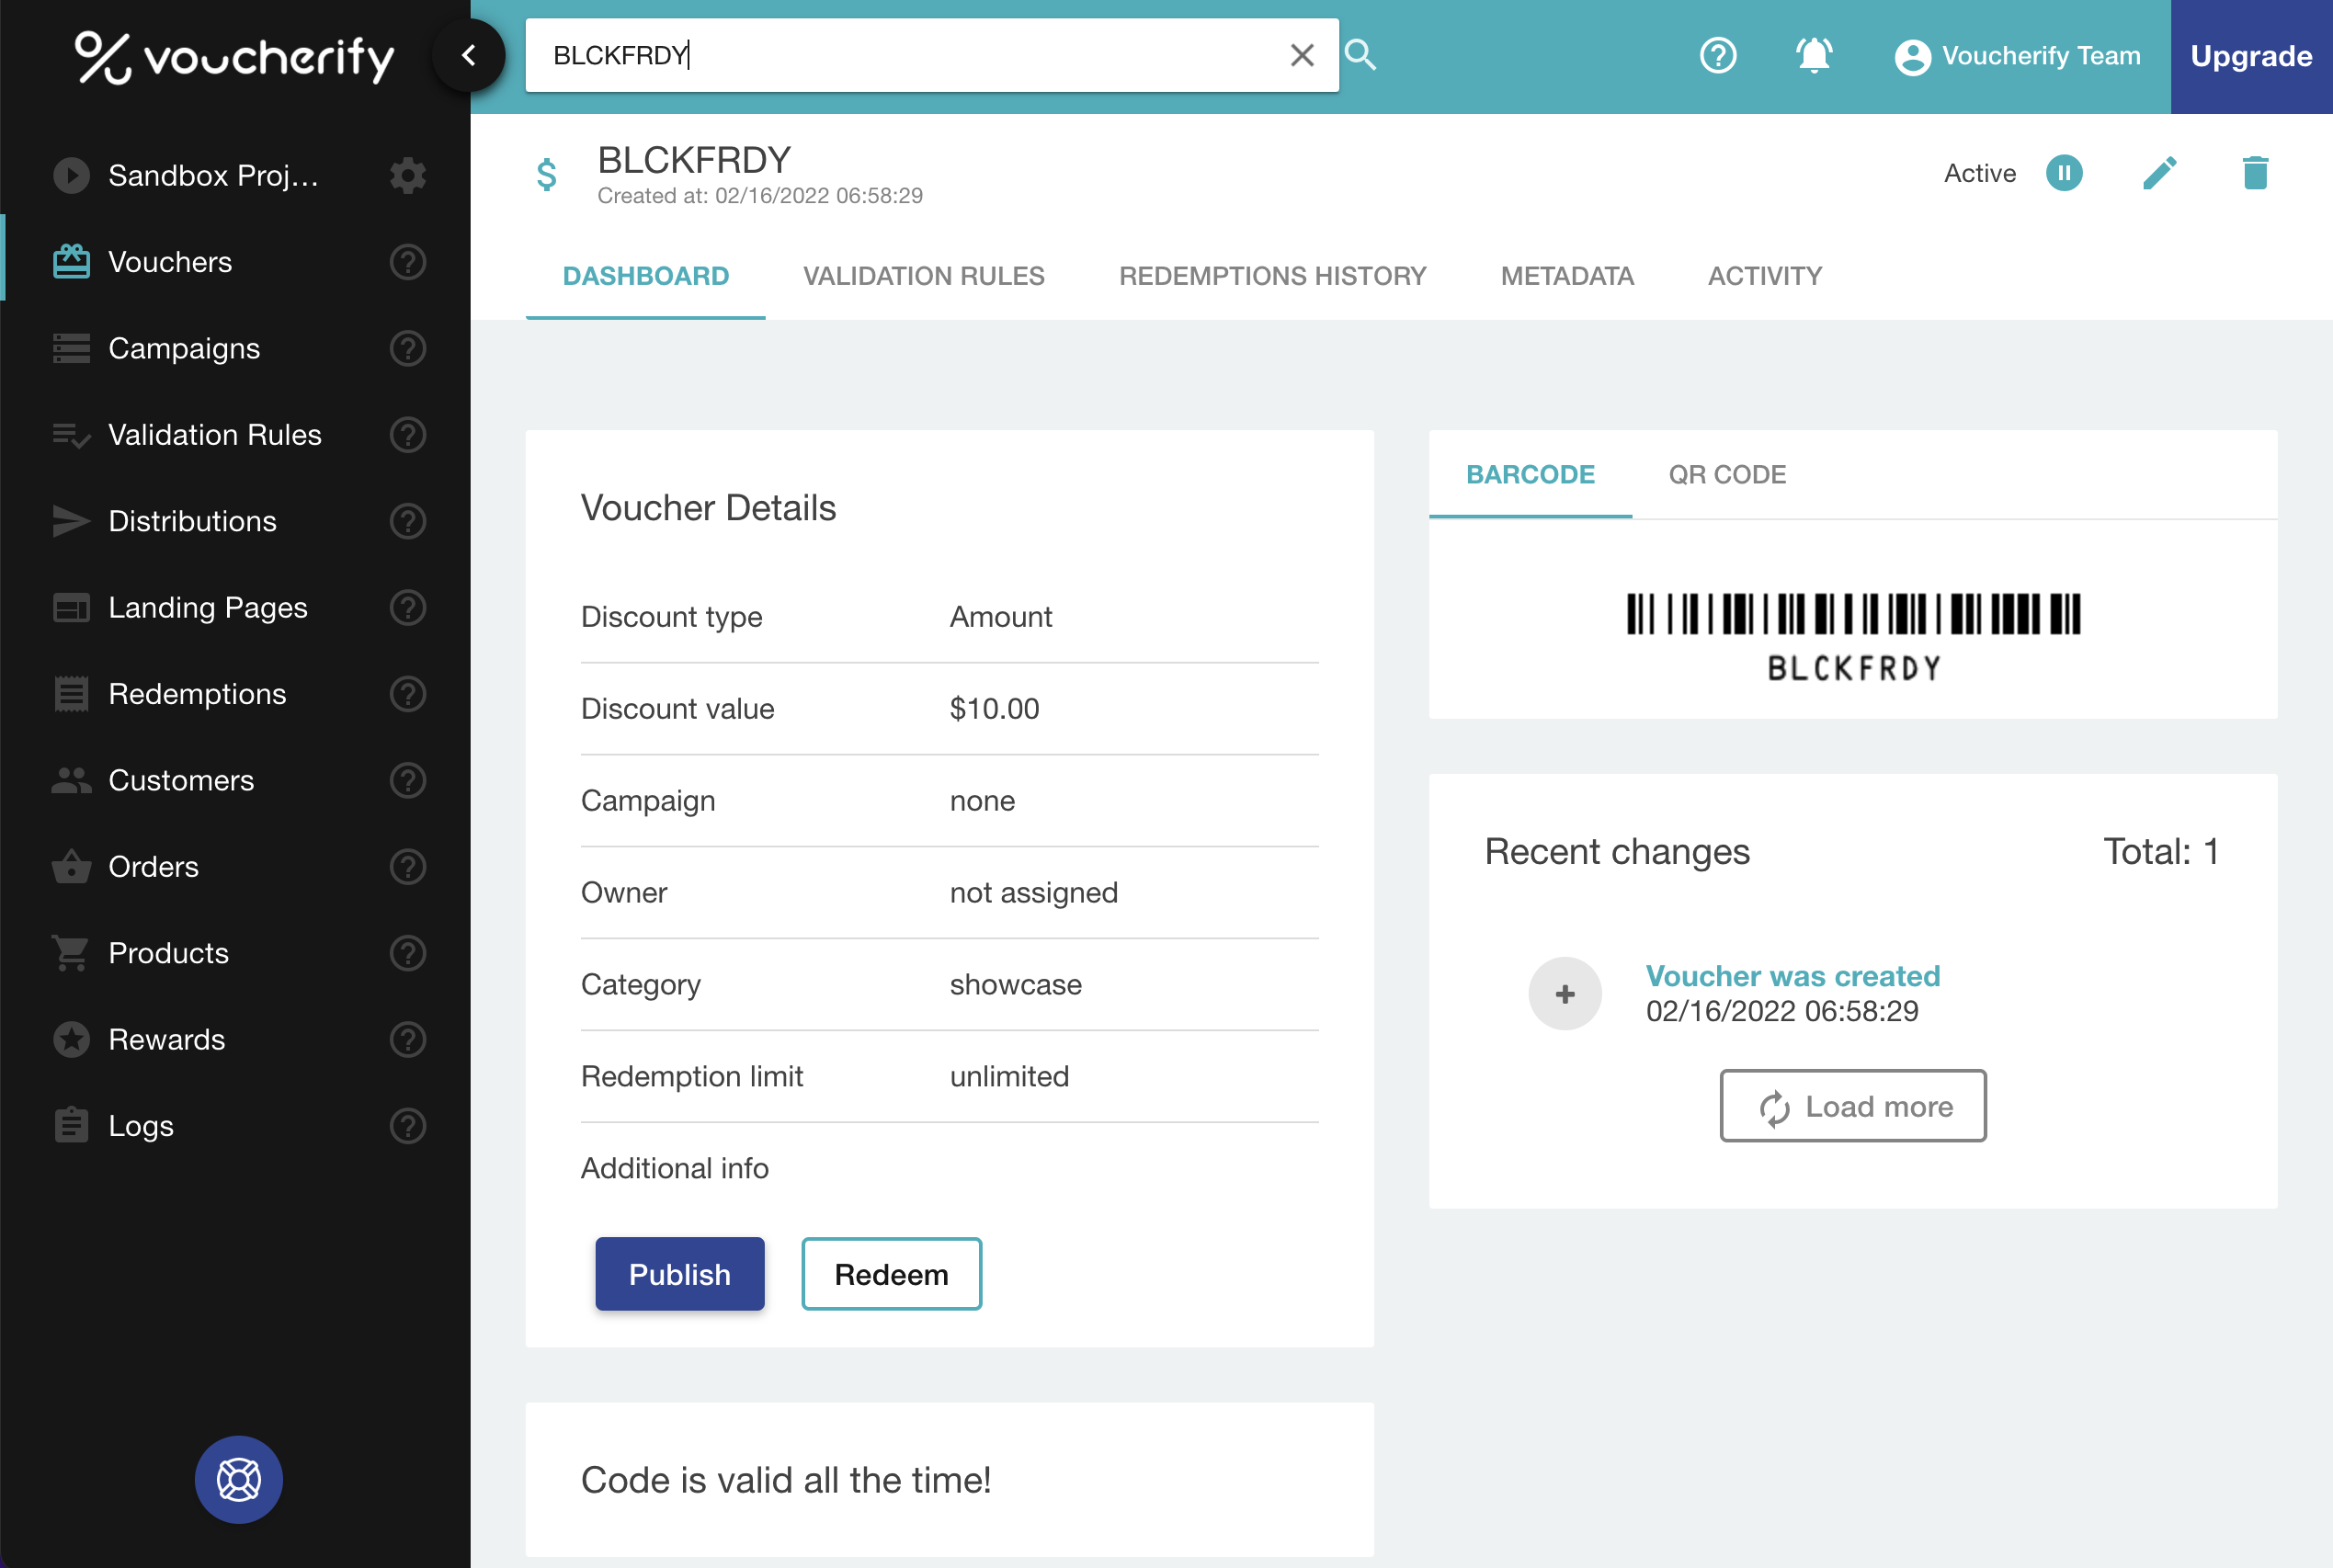 voucherify
BLCKFRDY
Voucherify Team
Upgrade
Sandbox Proj...
Vouchers
Campaigns
Validation Rules
Distributions
Landing Pages
Redemptions
Customers
Orders
Products
Rewards
Logs
$ BLCKFRDY
Created at: 02/16/2022 06:58:29
Active
DASHBOARD VALIDATION RULES REDEMPTIONS HISTORY METADATA ACTIVITY
Voucher Details
Discount type Amount
Discount value $10.00
Campaign none
Owner not assigned
Category showcase
Redemption limit unlimited
Additional info
Publish Redeem
Code is valid all the time!
BARCODE QR CODE
BLCKFRDY
Recent changes Total: 1
Voucher was created
02/16/2022 06:58:29
Load more